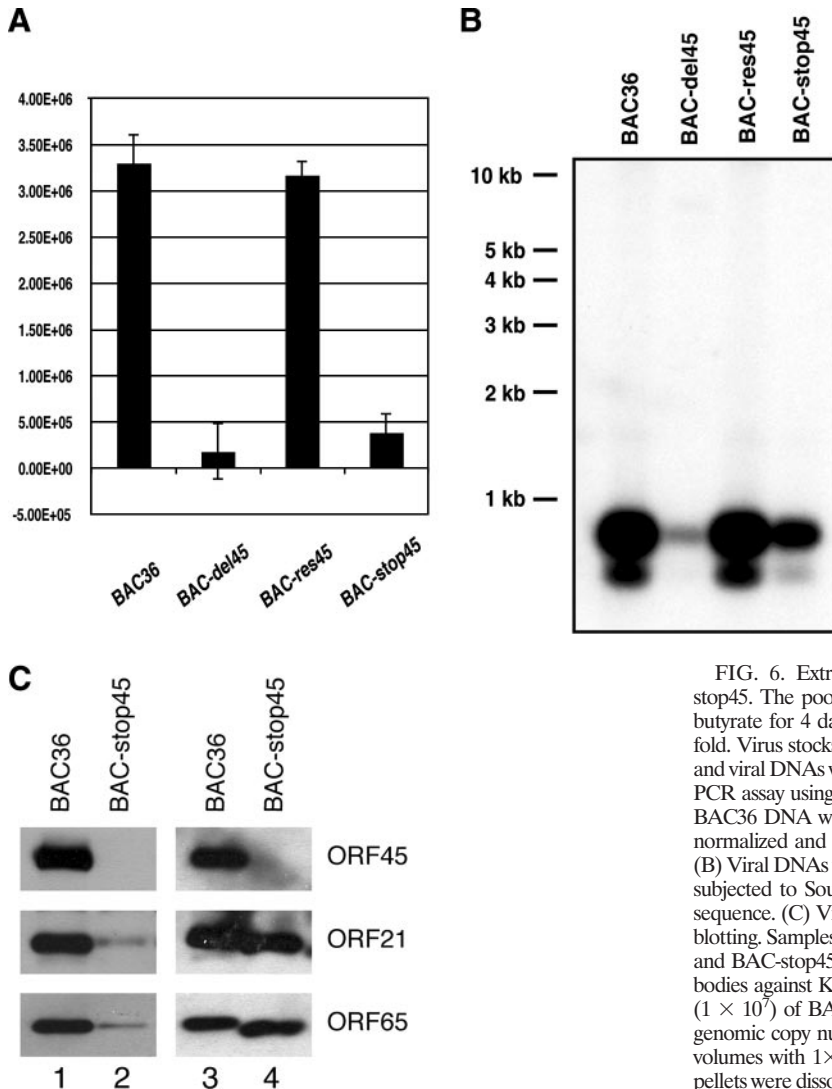 A
4.00E+06
3.50E+06
3.00E+06
2.50E+06
2.00E+06
1.50E+06
1.00E+06
5.00E+05
0.00E+00
-5.00E+05
BAC36
BAC-del45
BAC-res45
BAC-stop45
B
BAC36
BAC-del45
BAC-res45
BAC-stop45
10 kb
5 kb
4 kb
3 kb
2 kb
1 kb
C
BAC36
BAC-stop45
BAC36
BAC-stop45
ORF45
ORF21
ORF65
1 2 3 4
FIG. 6. Extr
stop45. The poo
butyrate for 4 da
fold. Virus stock
and viral DNAs w
PCR assay using
BAC36 DNA w
normalized and
(B) Viral DNAs
subjected to Sou
sequence. (C) V
blotting. Samples
and BAC-stop45
bodies against K
(1 × 10⁷) of BA
genomic copy nu
volumes with 1×
pellets were disso